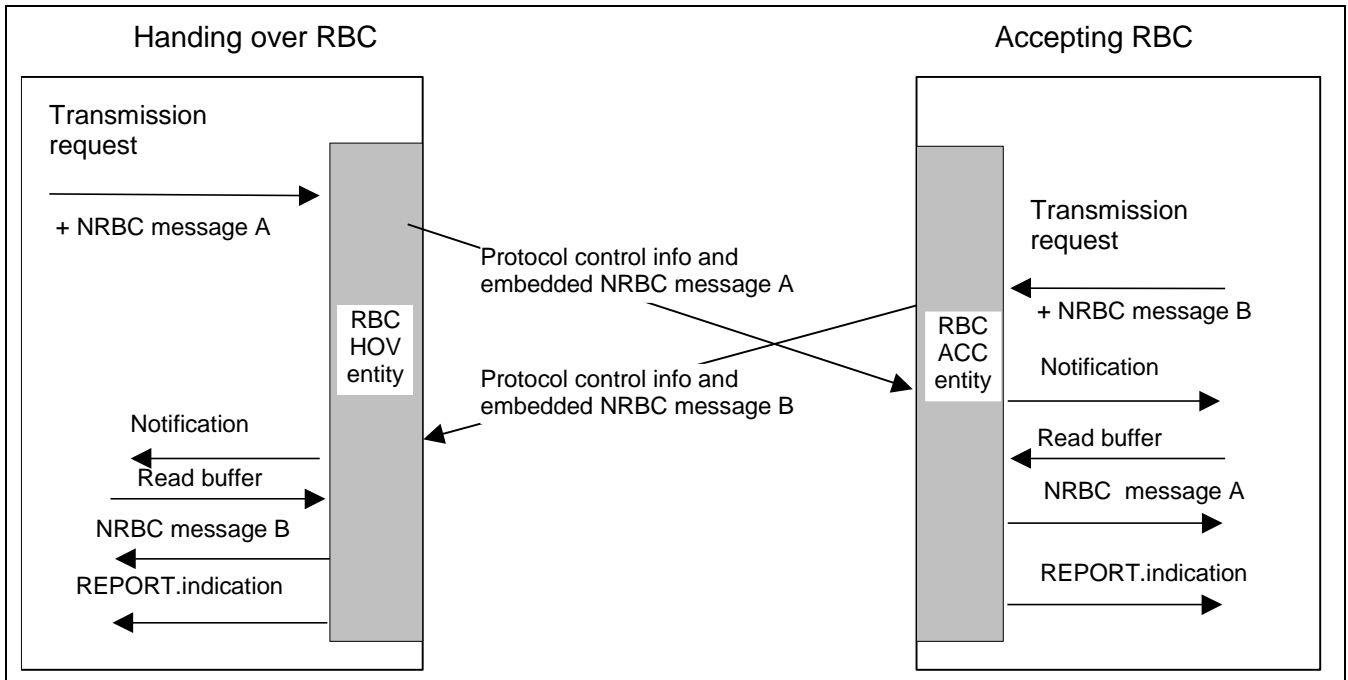 Handing over RBC
Accepting RBC
Transmission
request
+ NRBC message A
RBC
HOV
entity
Notification
Read buffer
NRBC message B
REPORT.indication
Protocol control info and
embedded NRBC message A
Protocol control info and
embedded NRBC message B
RBC
ACC
entity
Transmission
request
+ NRBC message B
Notification
Read buffer
NRBC message A
REPORT.indication